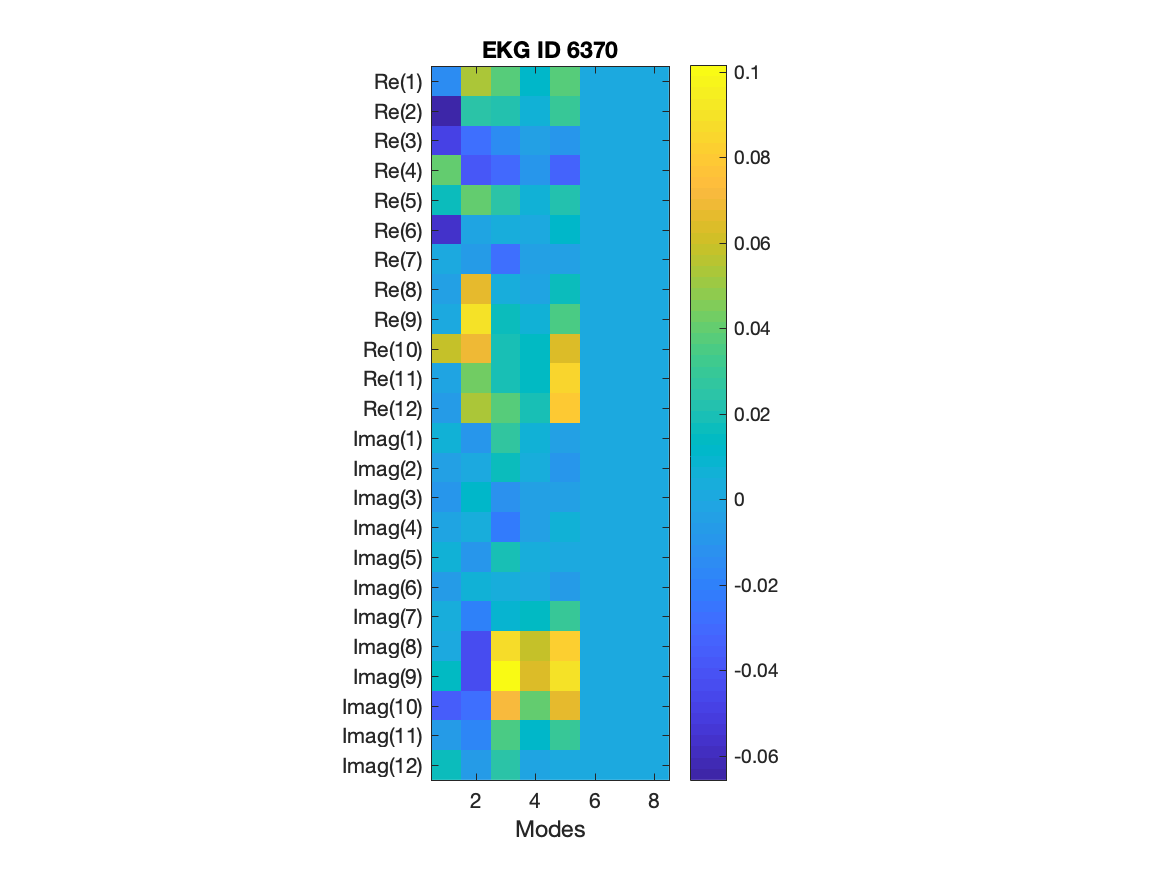 EKG ID 6370
Re(1)
Re(2)
Re(3)
Re(4)
Re(5)
Re(6)
Re(7)
Re(8)
Re(9)
Re(10)
Re(11)
Re(12)
Imag(1)
Imag(2)
Imag(3)
Imag(4)
Imag(5)
Imag(6)
Imag(7)
Imag(8)
Imag(9)
Imag(10)
Imag(11)
Imag(12)
2 4 6 8
Modes
0.1
0.08
0.06
0.04
0.02
0
-0.02
-0.04
-0.06